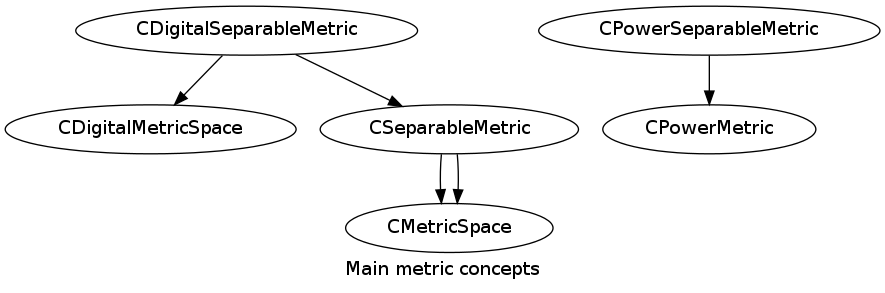 CDigitalSeparableMetric
CPowerSeparableMetric
CDigitalMetricSpace
CSeparableMetric
CPowerMetric
CMetricSpace
Main metric concepts